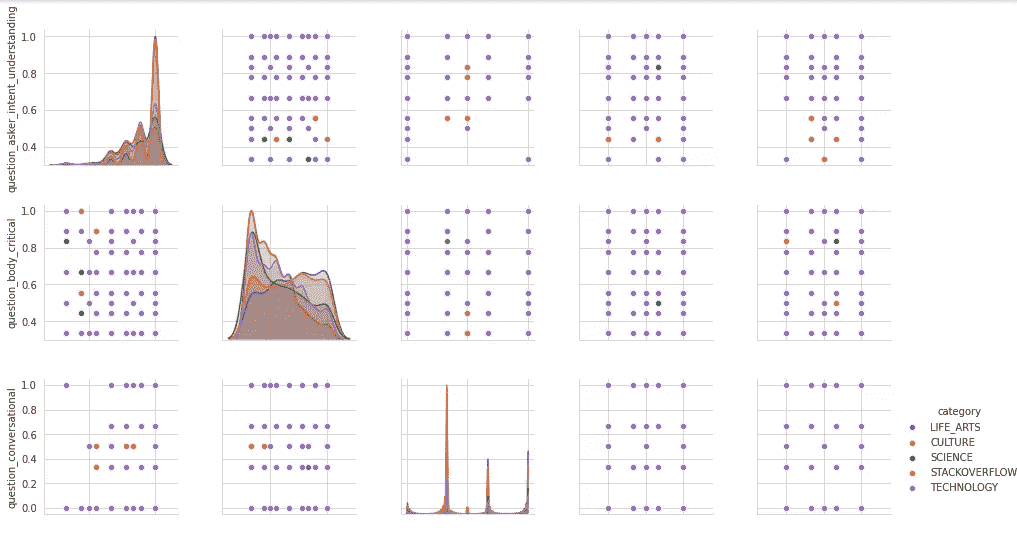 question_asker_intent_understanding
1.0
0.8
0.6
0.4
question_body_critical
1.0
0.8
0.6
0.4
question_conversational
1.0
0.8
0.6
0.4
0.2
0.0
category
LIFE_ARTS
CULTURE
SCIENCE
STACKOVERFLOW
TECHNOLOGY